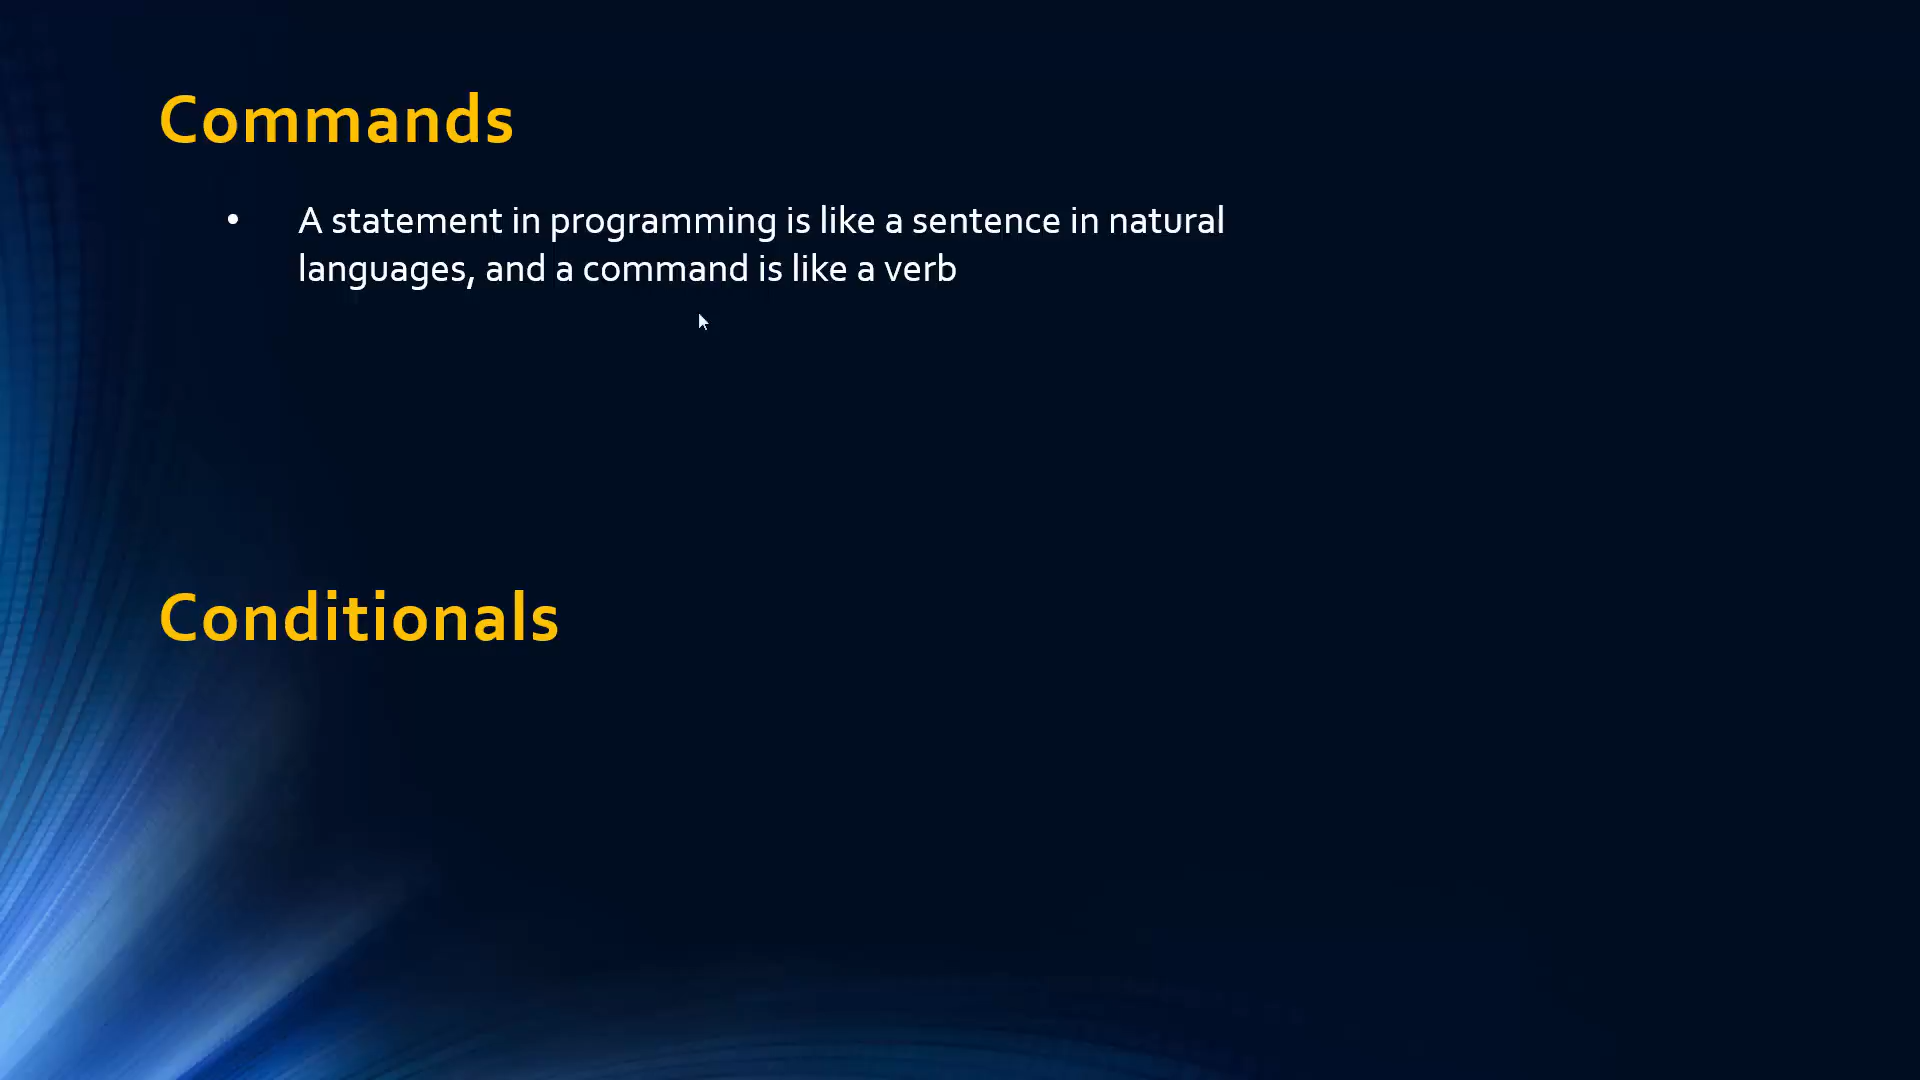 Commands
• A statement in programming is like a sentence in natural
languages, and a command is like a verb
Conditionals